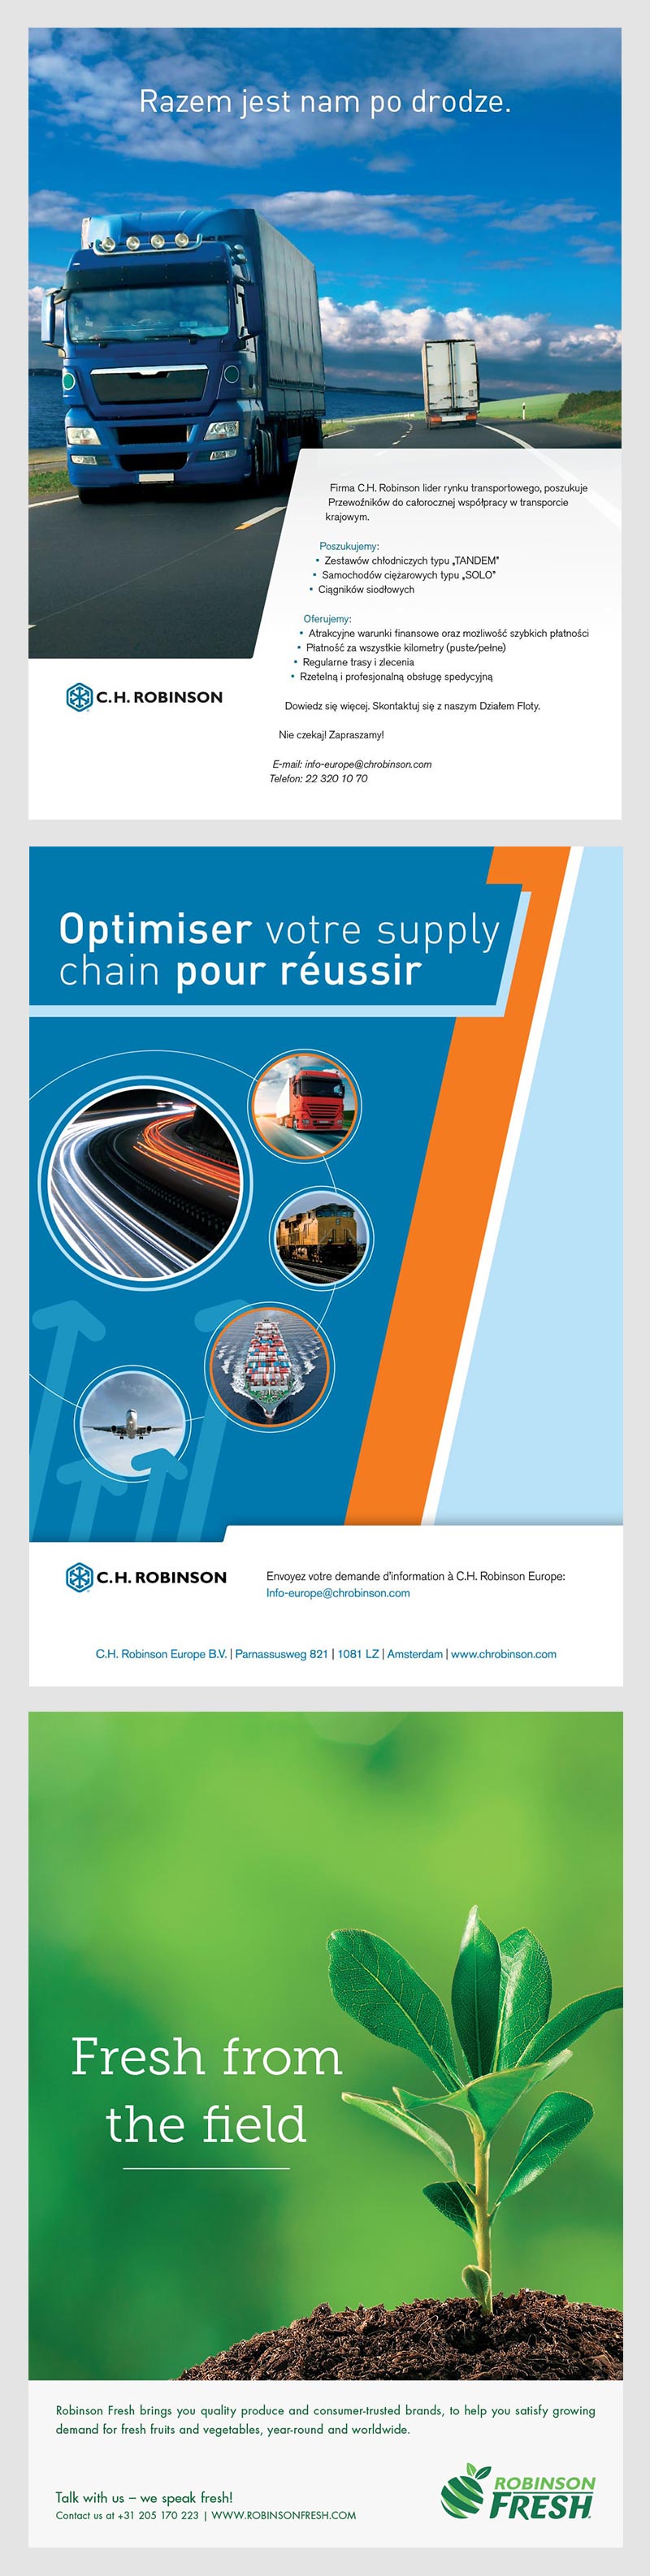 Razem jest nam po drodze.
Firma C.H. Robinson lider rynku transportowego, poszukuje
Przewoźników do całorocznej współpracy w transporcie
krajowym.
Poszukujemy:
• Zestawów chłodniczych typu „TANDEM”
• Samochodów ciężarowych typu „SOLO”
• Ciągników siodłowych
Oferujemy:
• Atrakcyjne warunki finansowe oraz możliwość szybkich płatności
• Płatność za wszystkie kilometry (puste/pełne)
• Regularne trasy i zlecenia
• Rzetelną i profesjonalną obsługę spedycyjną
C.H. ROBINSON
Dowiedz się więcej. Skontaktuj się z naszym Działem Floty.
Nie czekaj! Zapraszamy!
E-mail: info-europe@chrobinson.com
Telefon: 22 320 10 70
Optimiser votre supply
chain pour réussir
C.H. ROBINSON
Envoyez votre demande d'information à C.H. Robinson Europe:
Info-europe@chrobinson.com
C.H. Robinson Europe B.V. | Parnassusweg 821 | 1081 LZ | Amsterdam | www.chrobinson.com
Fresh from
the field
Robinson Fresh brings you quality produce and consumer-trusted brands, to help you satisfy growing
demand for fresh fruits and vegetables, year-round and worldwide.
Talk with us – we speak fresh!
Contact us at +31 205 170 223 | WWW.ROBINSONFRESH.COM
ROBINSON
FRESH